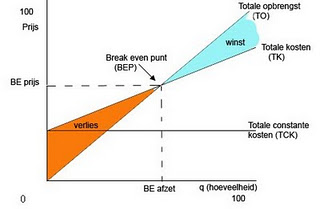 100
Prijs
Totale opbrengst
(TO)
winst
Totale kosten
(TK)
Break even punt
(BEP)
BE prijs
verlies
Totale constante
kosten (TCK)
0
BE afzet
q (hoeveelheid)
100